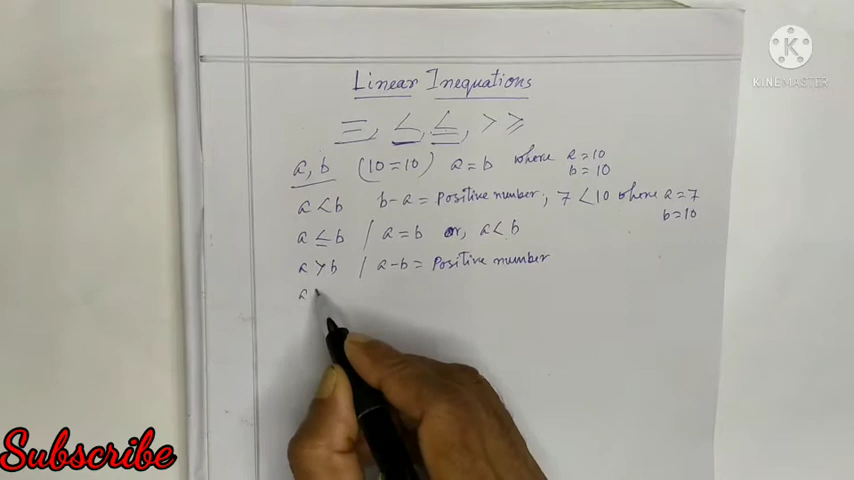 Linear Inequations
=, <, ≤, > ≥
a, b (10=10) a=b where a=10
b=10
a<b b-a = Positive number, 7<10 where a=7
b=10
a≤b / a=b or, a<b
a>b / a-b = Positive number
a
KINEMASTER
Subscribe